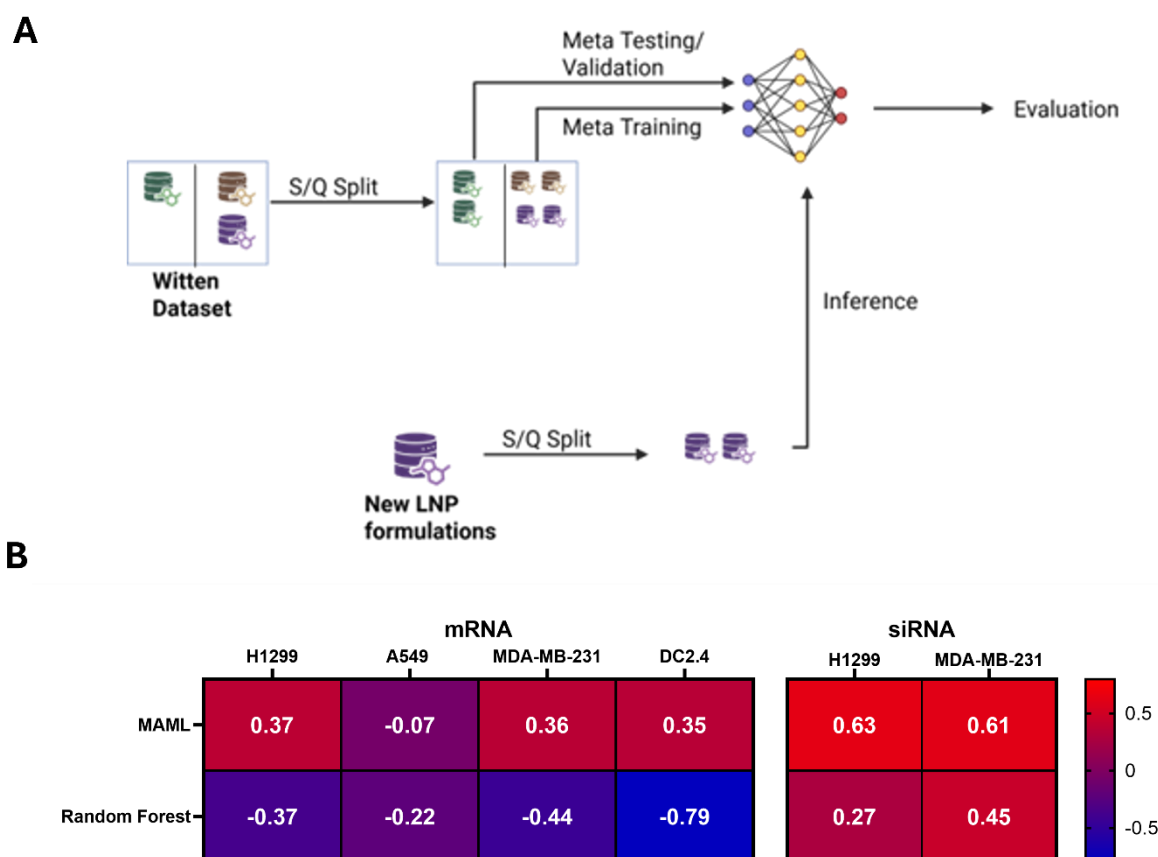 A
Meta Testing/
Validation
Meta Training
Evaluation
S/Q Split
Witten
Dataset
Inference
S/Q Split
New LNP
formulations
B
mRNA
siRNA
H1299 A549 MDA-MB-231 DC2.4
H1299 MDA-MB-231
MAML 0.37 -0.07 0.36 0.35 0.63 0.61
Random Forest -0.37 -0.22 -0.44 -0.79 0.27 0.45
0.5
0
-0.5